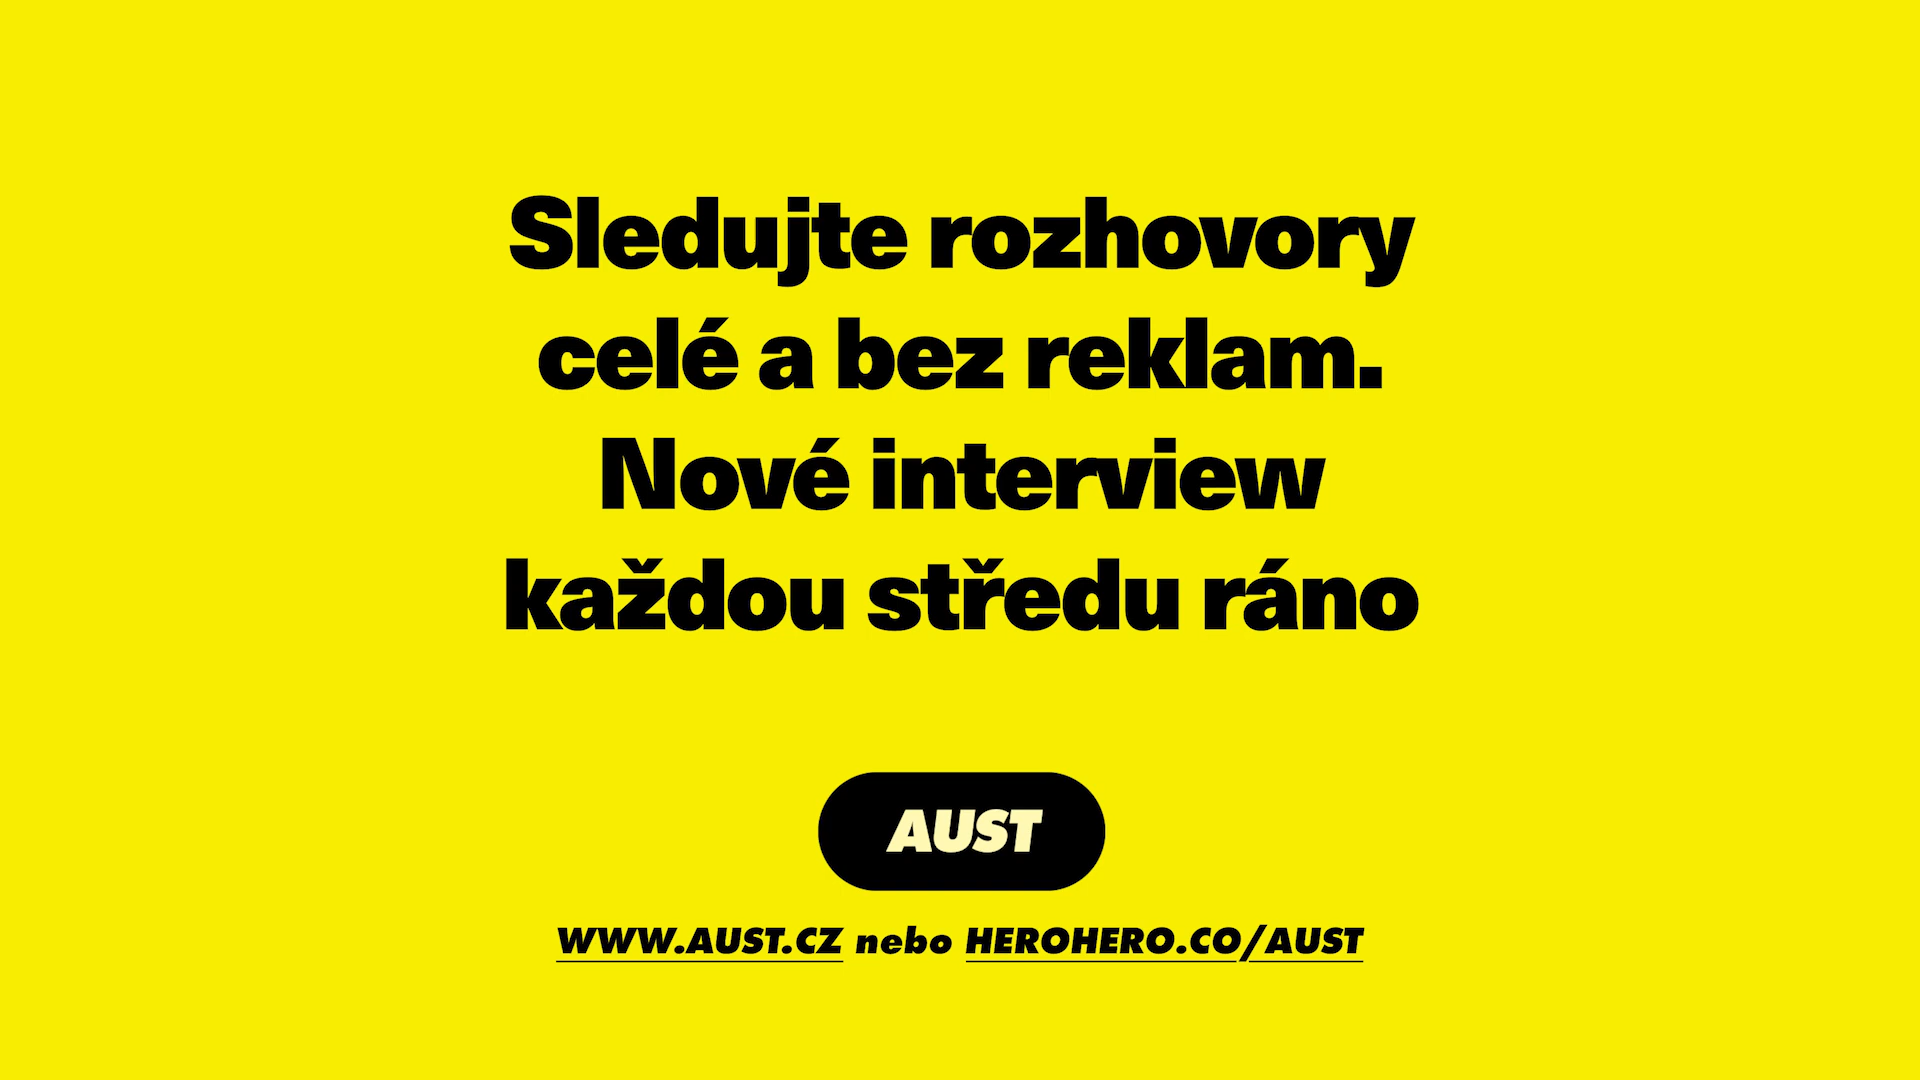 Sledujte rozhovory
celé a bez reklam.
Nové interview
každou středu ráno
AUST
WWW.AUST.CZ nebo HEROHERO.CO/AUST